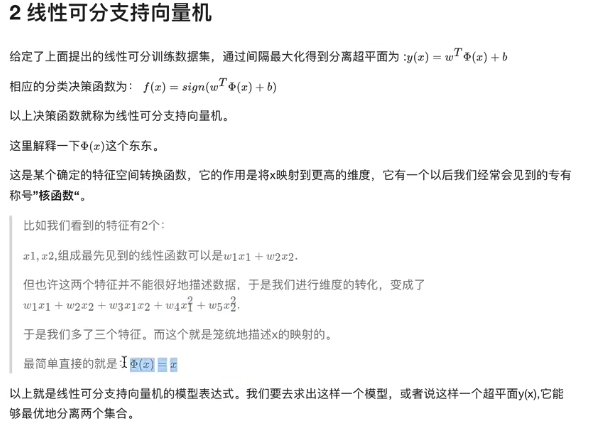 2 线性可分支持向量机
给定了上面提出的线性可分训练数据集，通过间隔最大化得到分离超平面为 :y(x) = w^T Φ(x) + b
相应的分类决策函数为： f(x) = sign(w^T Φ(x) + b)
以上决策函数就称为线性可分支持向量机。
这里解释一下Φ(x)这个东东。
这是某个确定的特征空间转换函数，它的作用是将x映射到更高的维度，它有一个以后我们经常会见到的专有
称号”核函数“。
比如我们看到的特征有2个：
x1, x2,组成最先见到的线性函数可以是w1x1 + w2x2.
但也许这两个特征并不能很好地描述数据，于是我们进行维度的转化，变成了
w1x1 + w2x2 + w3x1x2 + w4x1^2 + w5x2^2.
于是我们多了三个特征。而这个就是笼统地描述x的映射的。
最简单直接的就是：Φ(x) = x
以上就是线性可分支持向量机的模型表达式。我们要去求出这样一个模型，或者说这样一个超平面y(x),它能
够最优地分离两个集合。